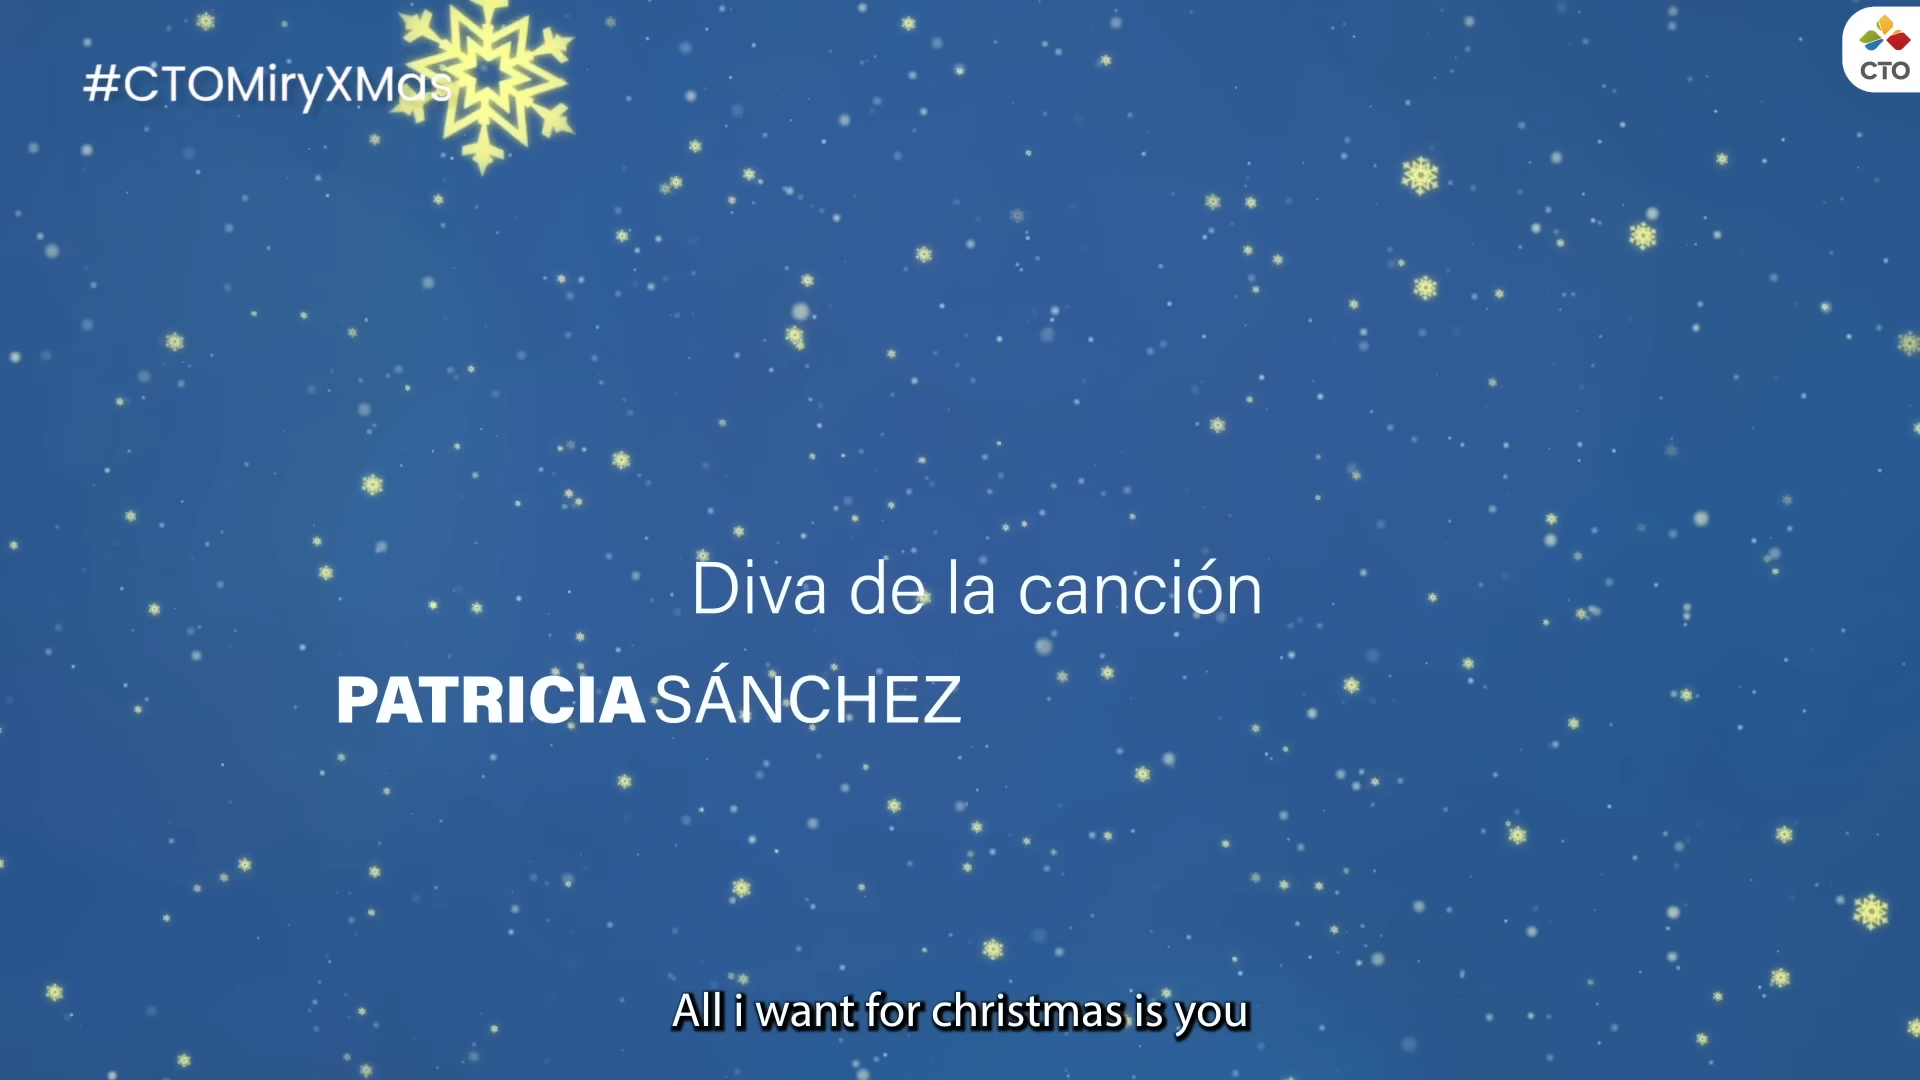 #CTOMiryXMas
CTO
Diva de la canción
PATRICIA SÁNCHEZ
All i want for christmas is you